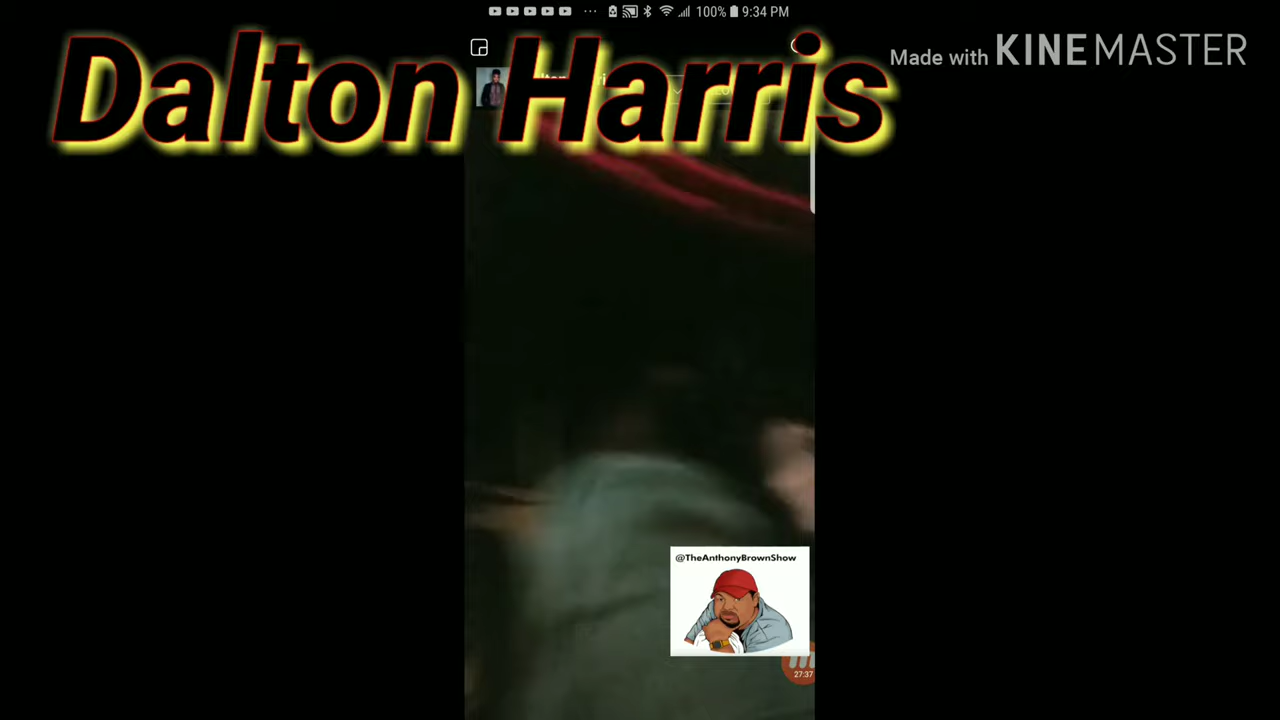 100% 9:34 PM
Dalton Harris
Made with KINEMASTER
@TheAnthonyBrownShow
27:37